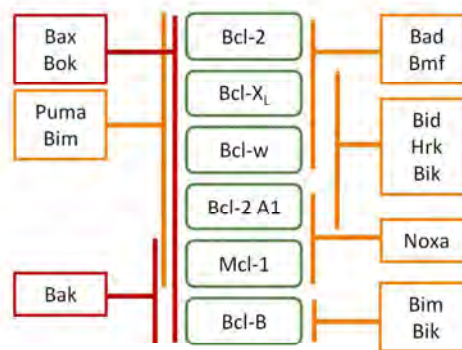 Bax
Bok
Puma
Bim
Bak
Bcl-2
Bcl-X_L
Bcl-w
Bcl-2 A1
Mcl-1
Bcl-B
Bad
Bmf
Bid
Hrk
Bik
Noxa
Bim
Bik